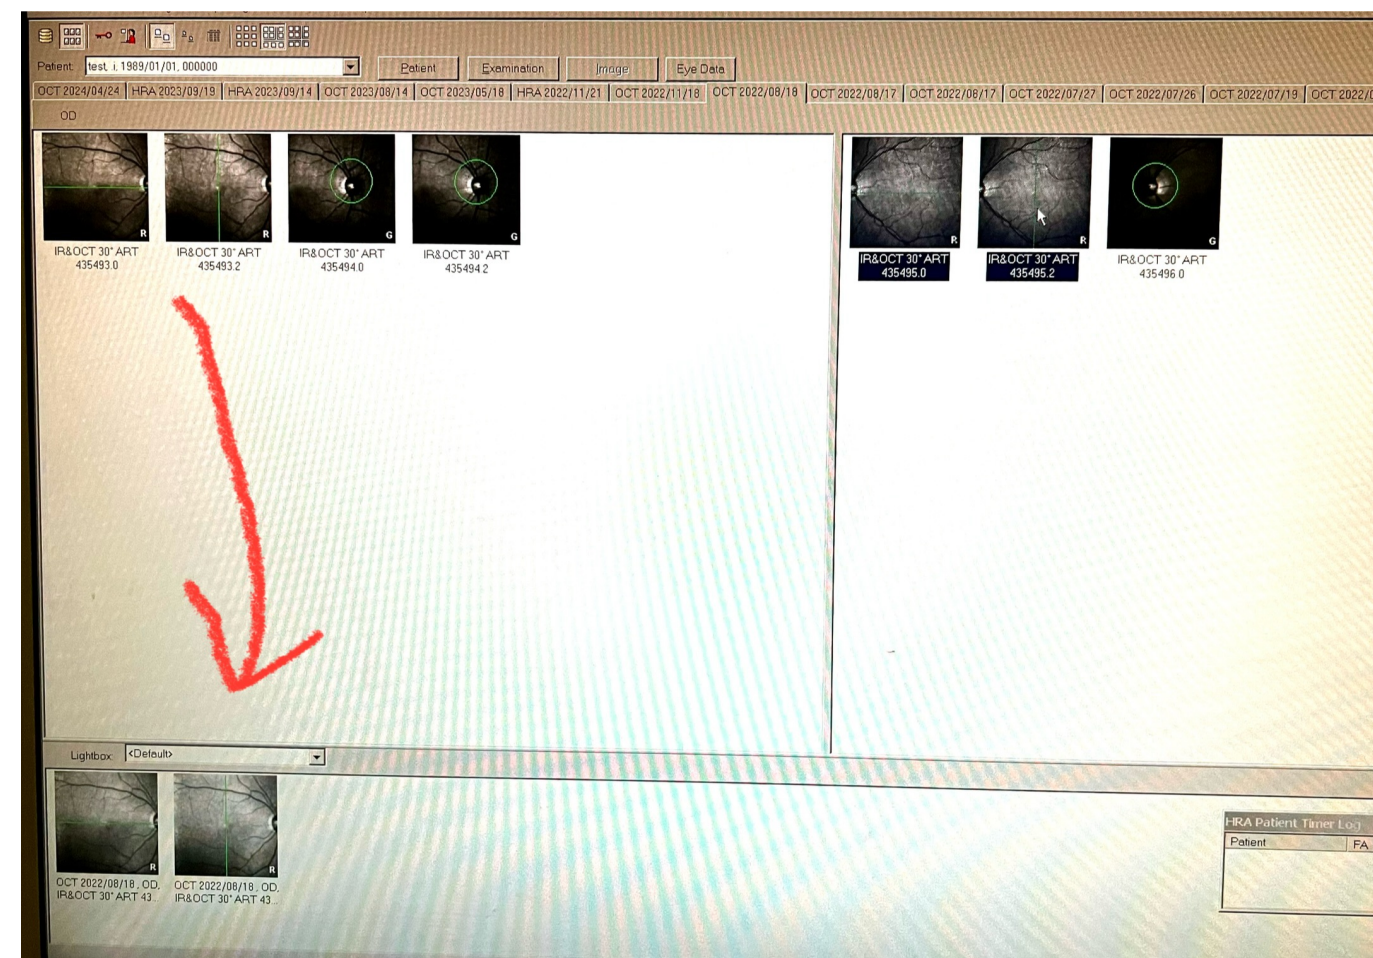 Patient: test, i, 1989/01/01, 000000 Patient Examination Image Eye Data
OCT 2024/04/24 HRA 2023/09/19 HRA 2023/09/14 OCT 2023/08/14 OCT 2023/05/18 HRA 2022/11/21 OCT 2022/11/18 OCT 2022/08/18 OCT 2022/08/17 OCT 2022/08/17 OCT 2022/07/27 OCT 2022/07/26 OCT 2022/07/19 OCT 2022/0
OD
R R G G R R G
IR&OCT 30° ART IR&OCT 30° ART IR&OCT 30° ART IR&OCT 30° ART IR&OCT 30° ART IR&OCT 30° ART IR&OCT 30° ART
435493.0 435493.2 435494.0 435494.2 435495.0 435495.2 435496.0
Lightbox: <Default>
R R
OCT 2022/08/18, OD, OCT 2022/08/18, OD,
IR&OCT 30° ART 43... IR&OCT 30° ART 43...
HRA Patient Timer Log
Patient FA